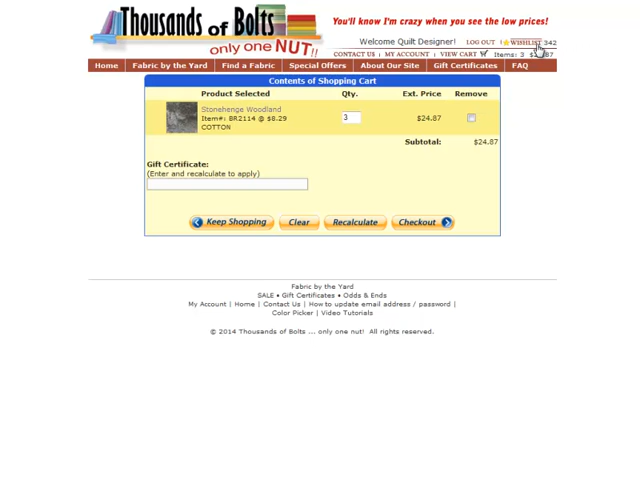 Thousands of Bolts
only one NUT!!
You'll know I'm crazy when you see the low prices!
Welcome Quilt Designer! LOG OUT | WISHLIST 342
CONTACT US | MY ACCOUNT | VIEW CART Items: 3
Home Fabric by the Yard Find a Fabric Special Offers About Our Site Gift Certificates FAQ
Contents of Shopping Cart
Product Selected Qty. Ext. Price Remove
Stonehenge Woodland
Item#: BR2114 @ $8.29 3 $24.87
COTTON
Subtotal: $24.87
Gift Certificate:
(Enter and recalculate to apply)
Keep Shopping Clear Recalculate Checkout
Fabric by the Yard
SALE • Gift Certificates • Odds & Ends
My Account | Home | Contact Us | How to update email address / password |
Color Picker | Video Tutorials
© 2014 Thousands of Bolts ... only one nut! All rights reserved.